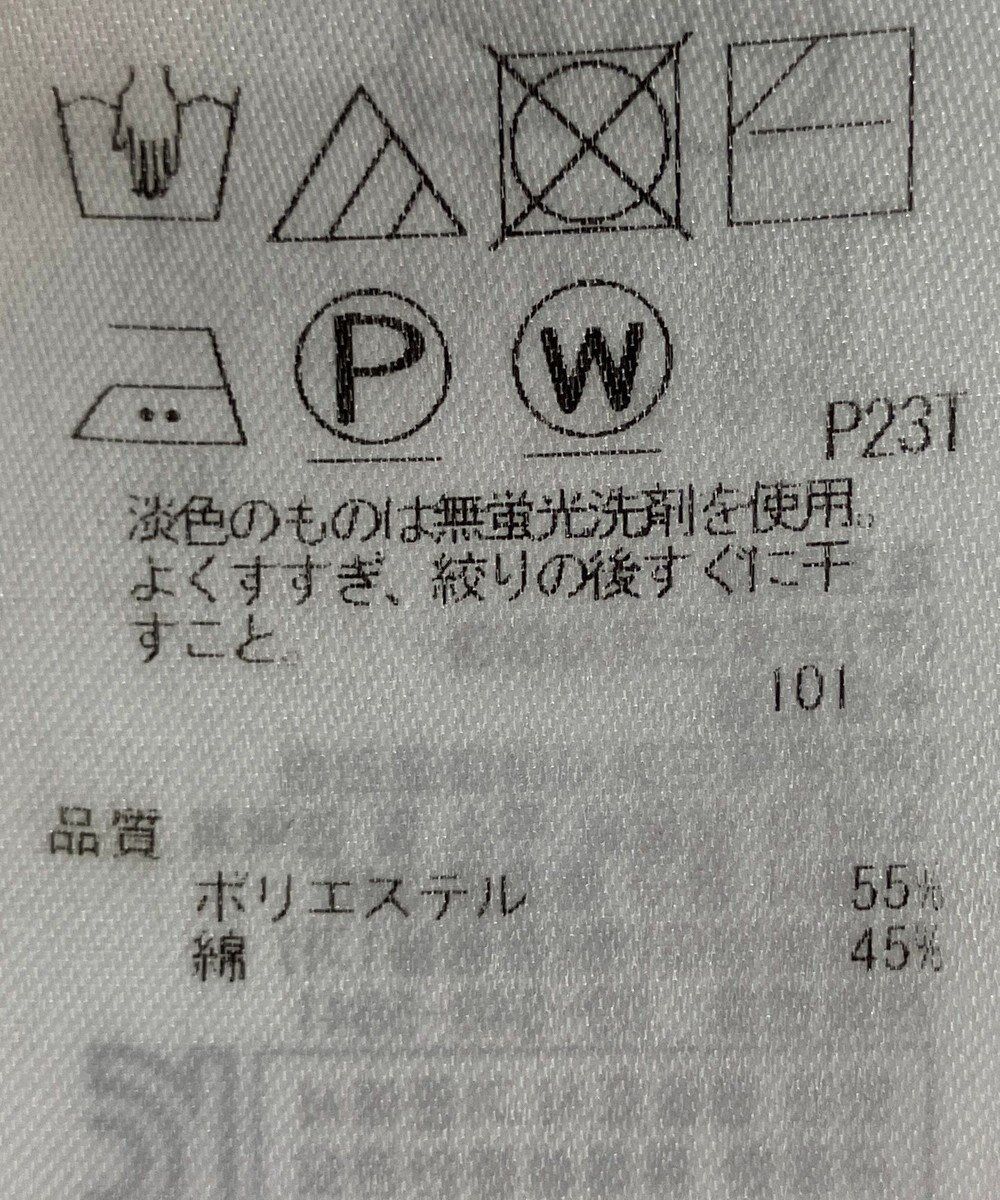 P
W
P23T
淡色のものは無蛍光洗剤を使用。
よくすすぎ、絞りの後すぐに干
すこと。
101
品質
ポリエステル 55%
綿 45%